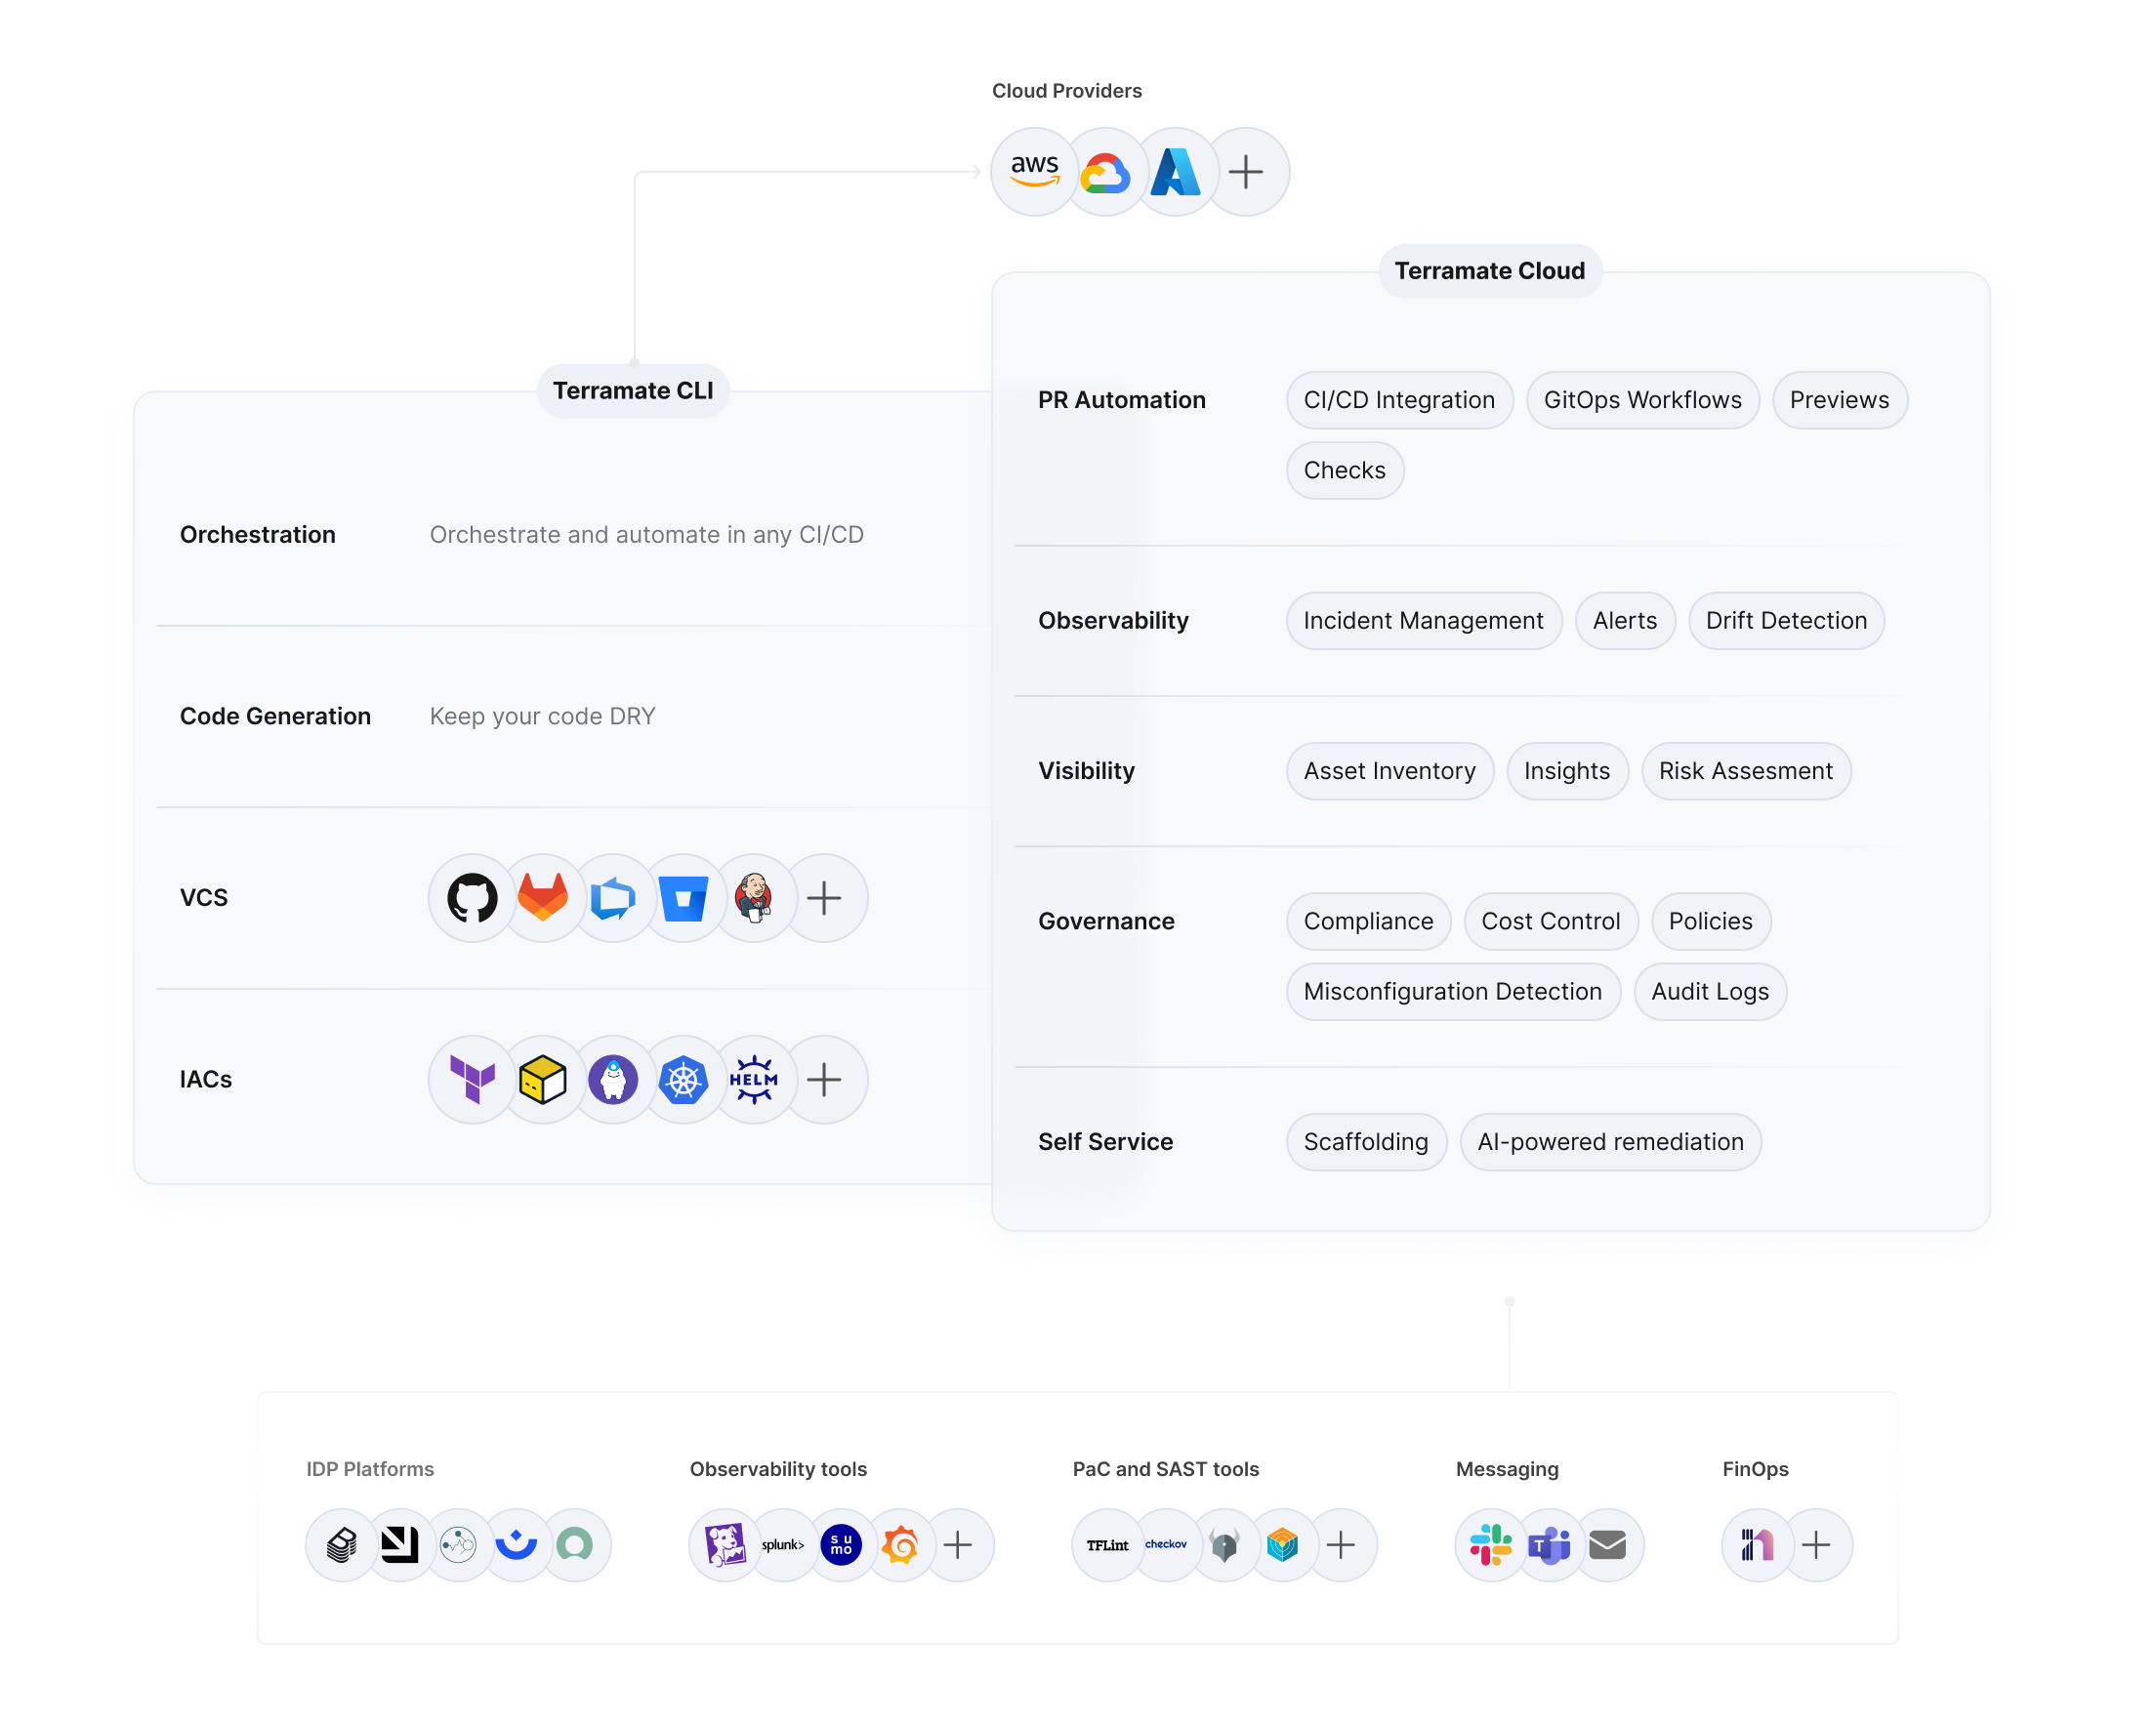 Cloud Providers
aws
Terramate Cloud
Terramate CLI
PR Automation
CI/CD Integration
GitOps Workflows
Previews
Checks
Orchestration
Orchestrate and automate in any CI/CD
Observability
Incident Management
Alerts
Drift Detection
Code Generation
Keep your code DRY
Visibility
Asset Inventory
Insights
Risk Assesment
VCS
Governance
Compliance
Cost Control
Policies
Misconfiguration Detection
Audit Logs
IACs
HELM
Self Service
Scaffolding
AI-powered remediation
IDP Platforms
Observability tools
PaC and SAST tools
Messaging
FinOps
splunk>
su
mo
TFLint
checkov
T